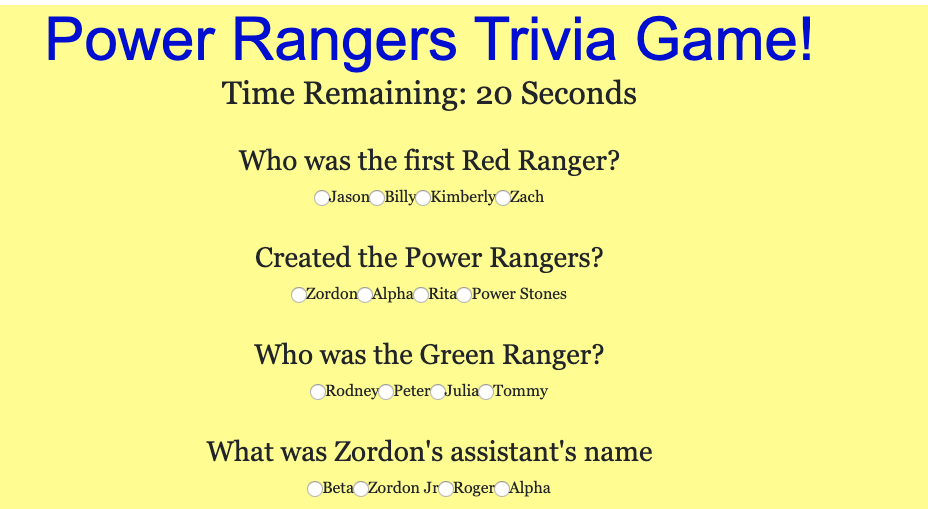 Power Rangers Trivia Game!
Time Remaining: 20 Seconds
Who was the first Red Ranger?
Jason Billy Kimberly Zach
Created the Power Rangers?
Zordon Alpha Rita Power Stones
Who was the Green Ranger?
Rodney Peter Julia Tommy
What was Zordon's assistant's name
Beta Zordon Jr Roger Alpha